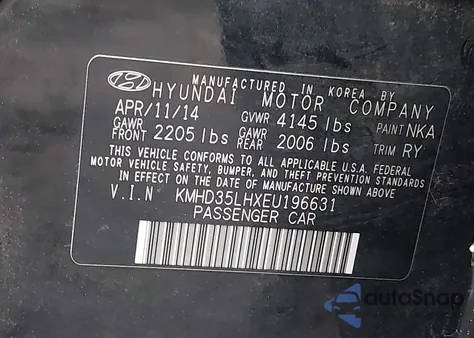 MANUFACTURED IN KOREA BY
HYUNDAI MOTOR COMPANY
APR/11/14 GVWR 4145 lbs PAINT NKA
GAWR FRONT 2205 lbs GAWR REAR 2006 lbs TRIM RY
THIS VEHICLE CONFORMS TO ALL APPLICABLE U.S.A. FEDERAL
MOTOR VEHICLE SAFETY, BUMPER, AND THEFT PREVENTION STANDARDS
IN EFFECT ON THE DATE OF MANUFACTURE SHOWN ABOVE.
V.I.N KMHD35LHXEU196631
PASSENGER CAR
autoSnap